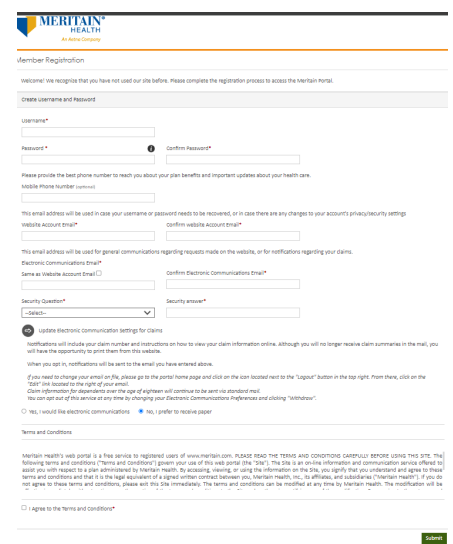 MERITAIN®
HEALTH
An Aetna Company
Member Registration
Welcome! We recognize that you have not used our site before. Please complete the registration process to access the Meritain Portal.
Create Username and Password
Username*
Password *
Confirm Password*
Please provide the best phone number to reach you about your plan benefits and important updates about your health care.
Mobile Phone Number (optional)
This email address will be used in case your username or password needs to be recovered, or in case there are any changes to your account's privacy/security settings
Website Account Email*
Confirm website Account Email*
This email address will be used for general communications regarding requests made on the website, or for notifications regarding your claims.
Electronic Communications Email*
Same as Website Account Email
Confirm Electronic Communications Email*
Security Question*
Security answer*
--Select--
Update Electronic Communication Settings for Claims
Notifications will include your claim number and instructions on how to view your claim information online. Although you will no longer receive claim summaries in the mail, you
will have the opportunity to print them from this website.
When you opt in, notifications will be sent to the email you have entered above.
If you need to change your email on file, please go to the portal home page and click on the icon located next to the "Logout" button in the top right. From there, click on the
"Edit" link located to the right of your email.
Claim information for dependents over the age of eighteen will continue to be sent via standard mail.
You can opt out of this service at any time by changing your Electronic Communications Preferences and clicking "Withdraw".
Yes, I would like electronic communications
No, I prefer to receive paper
Terms and Conditions
Meritain Health's web portal is a free service to registered users of www.meritain.com. PLEASE READ THE TERMS AND CONDITIONS CAREFULLY BEFORE USING THIS SITE. The
following terms and conditions ("Terms and Conditions") govern your use of this web portal (the "Site"). The Site is an on-line information and communication service offered to
assist you with respect to a plan administered by Meritain Health. By accessing, viewing, or using the information on the Site, you signify that you understand and agree to these
terms and conditions and that it is the legal equivalent of a signed written contract between you, Meritain Health, Inc., its affiliates, and subsidiaries ("Meritain Health"). If you do
not agree to these terms and conditions, please exit this Site immediately. The terms and conditions can be modified at any time by Meritain Health. The modification will be
I Agree to the Terms and Conditions*
Submit